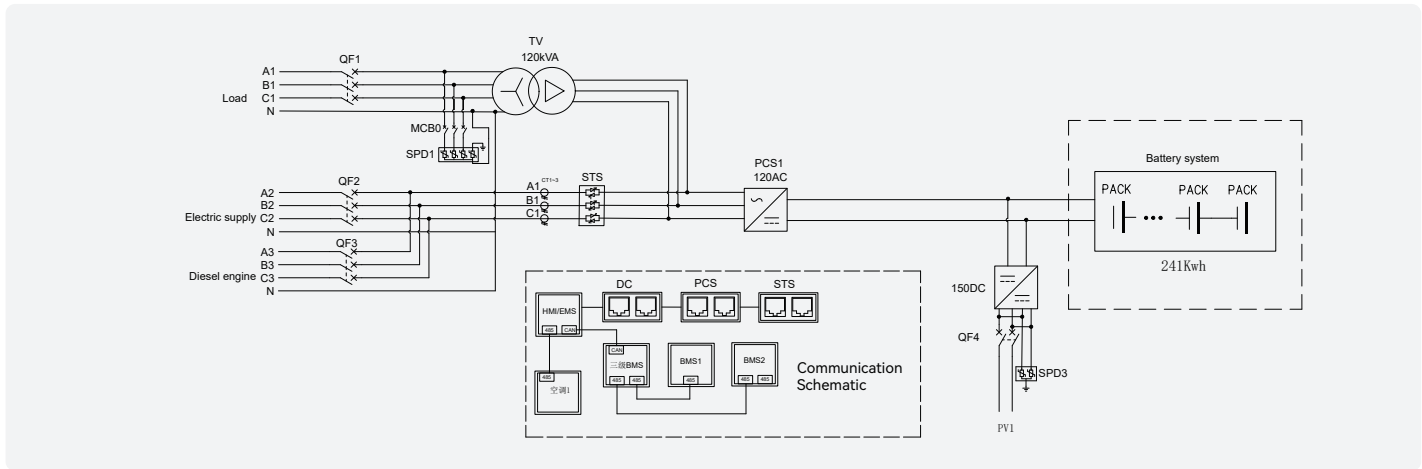 TV
120kVA
QF1
A1
B1
Load
C1
N
MCB0
SPD1
QF2
A2
B2
Electric supply
C2
N
QF3
A3
B3
Diesel engine
C3
N
A1
CT1~3
B1
C1
STS
PCS1
120AC
Battery system
PACK
PACK
PACK
241Kwh
150DC
QF4
SPD3
PV1
DC
PCS
STS
HMI/EMS
485
CAN
CAN
三级BMS
485
485
BMS1
485
BMS2
485
485
485
空调1
Communication
Schematic